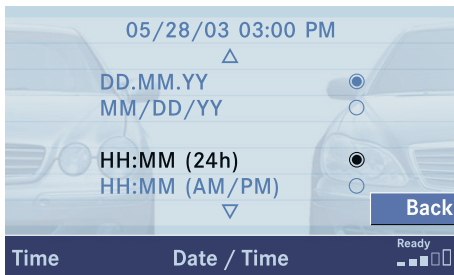 05/28/03 03:00 PM
DD.MM.YY
MM/DD/YY
HH:MM (24h)
HH:MM (AM/PM)
Back
Ready
Time Date / Time